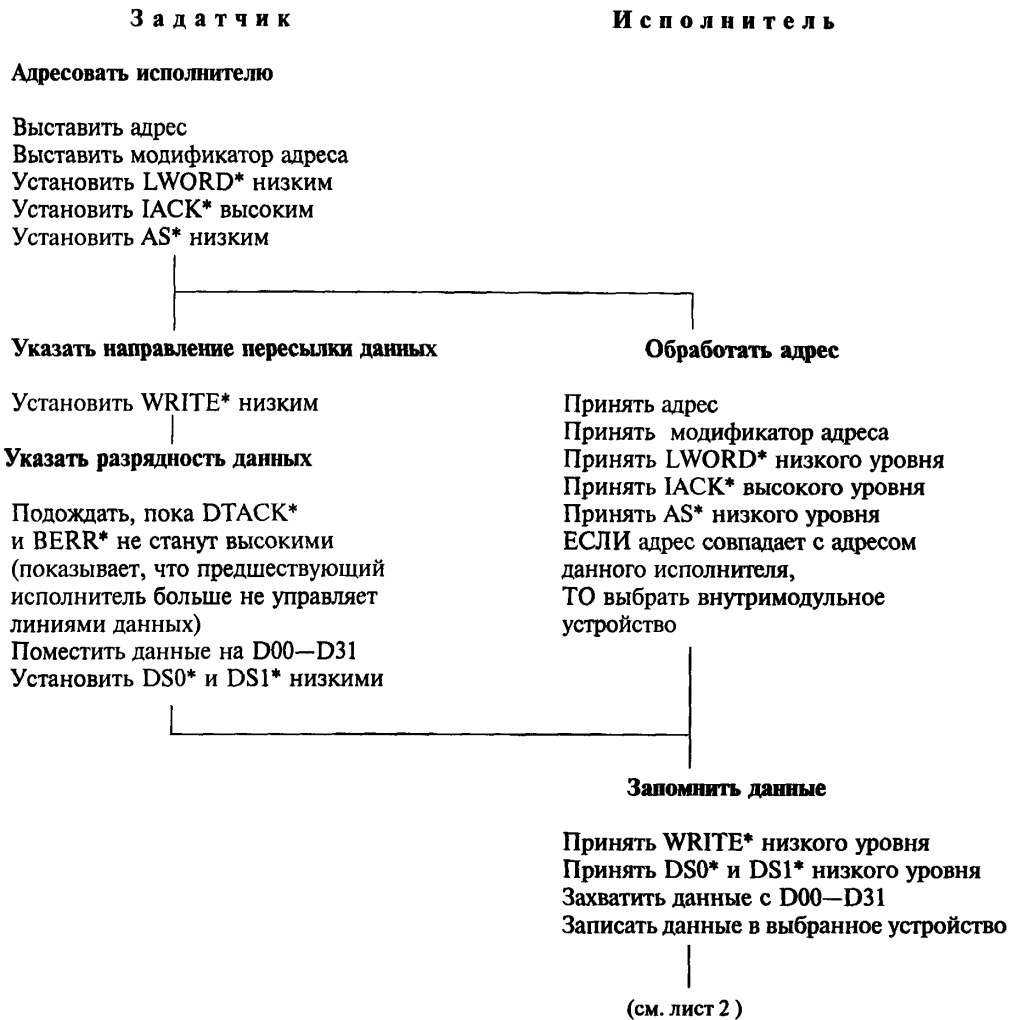 Задатчик
Исполнитель
Адресовать исполнителю
Выставить адрес
Выставить модификатор адреса
Установить LWORD* низким
Установить IACK* высоким
Установить AS* низким
Указать направление пересылки данных
Установить WRITE* низким
Указать разрядность данных
Подождать, пока DTACK*
и BERR* не станут высокими
(показывает, что предшествующий
исполнитель больше не управляет
линиями данных)
Поместить данные на D00—D31
Установить DS0* и DS1* низкими
Обработать адрес
Принять адрес
Принять модификатор адреса
Принять LWORD* низкого уровня
Принять IACK* высокого уровня
Принять AS* низкого уровня
ЕСЛИ адрес совпадает с адресом
данного исполнителя,
ТО выбрать внутримодульное
устройство
Запомнить данные
Принять WRITE* низкого уровня
Принять DS0* и DS1* низкого уровня
Захватить данные с D00—D31
Записать данные в выбранное устройство
(см. лист 2 )